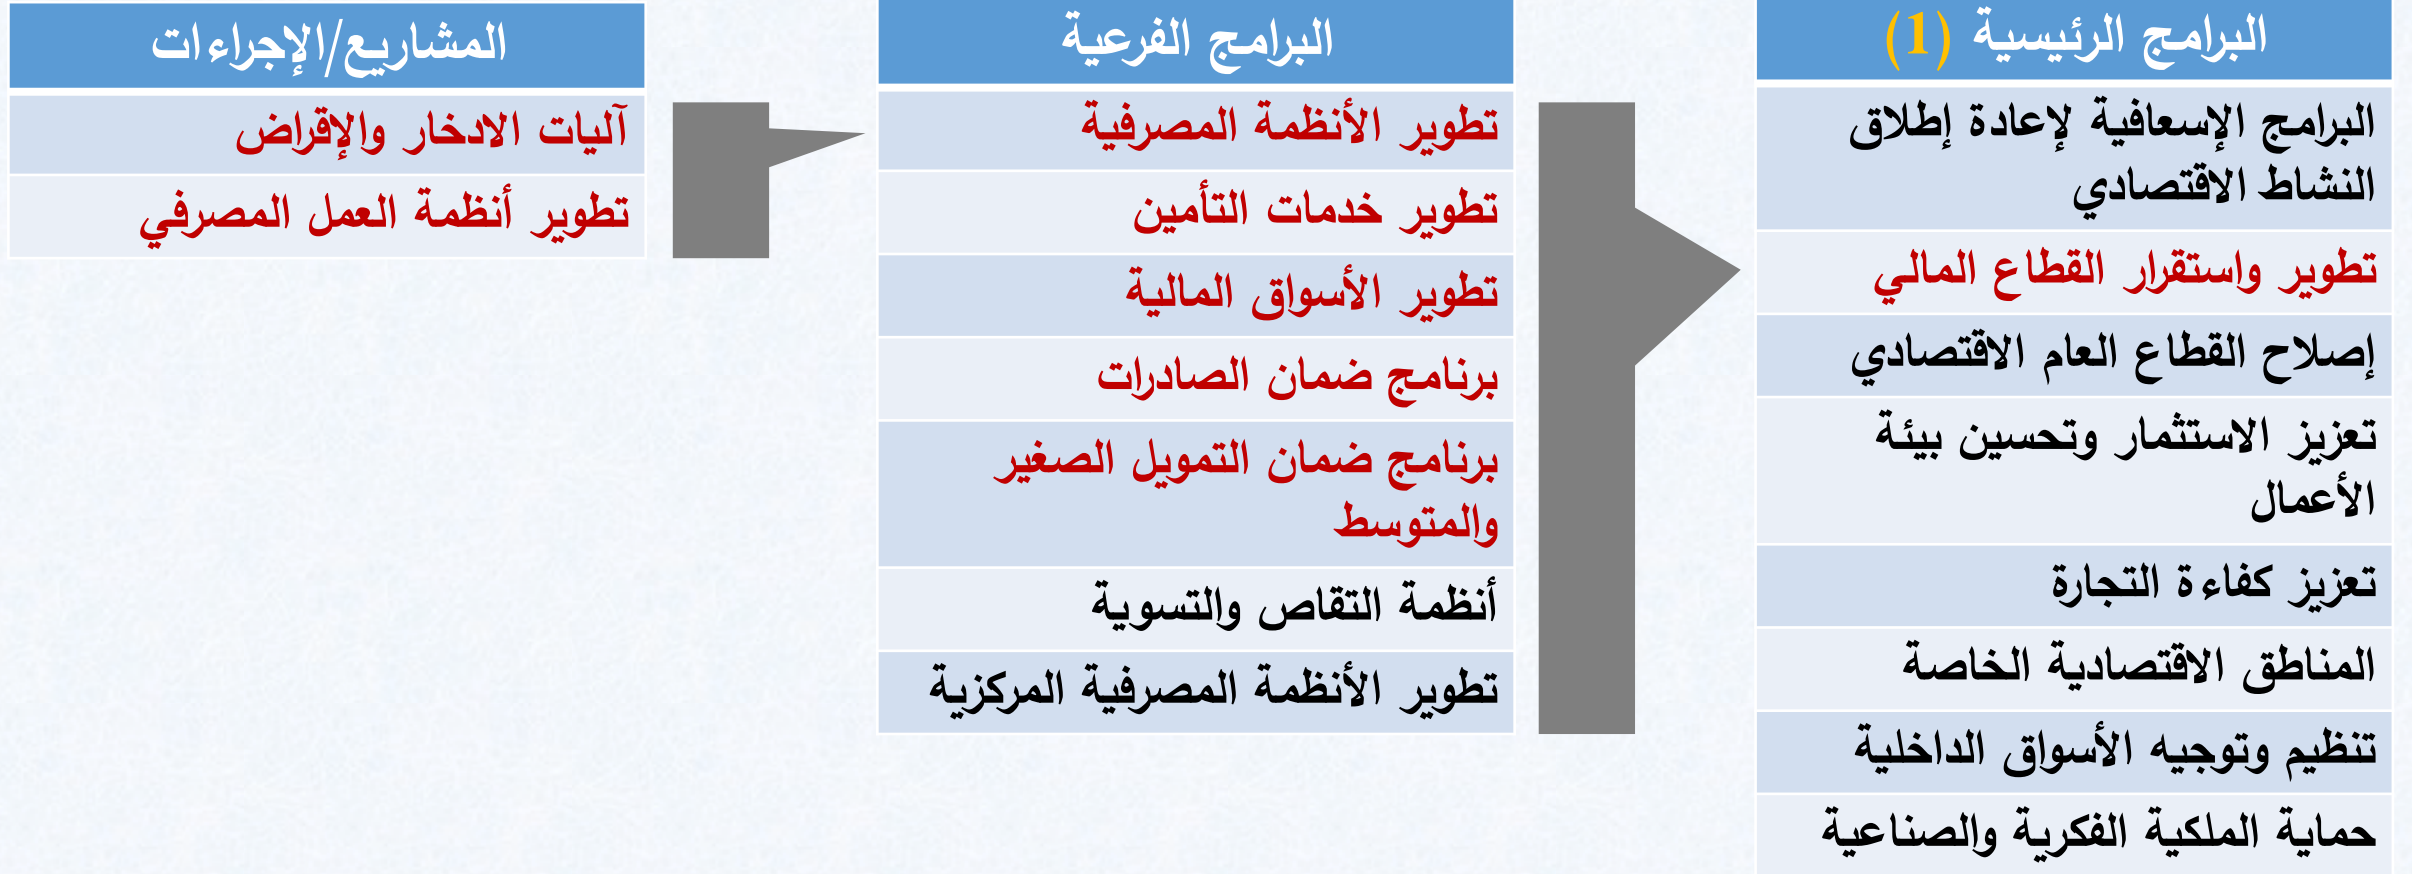 البرامج الرئيسية (1)
البرامج الإسعافية لإعادة إطلاق
النشاط الاقتصادي
تطوير واستقرار القطاع المالي
إصلاح القطاع العام الاقتصادي
تعزيز الاستثمار وتحسين بيئة
الأعمال
تعزيز كفاءة التجارة
المناطق الاقتصادية الخاصة
تنظيم وتوجيه الأسواق الداخلية
حماية الملكية الفكرية والصناعية
البرامج الفرعية
تطوير الأنظمة المصرفية
تطوير خدمات التأمين
تطوير الأسواق المالية
برنامج ضمان الصادرات
برنامج ضمان التمويل الصغير
والمتوسط
أنظمة التقاص والتسوية
تطوير الأنظمة المصرفية المركزية
المشاريع/الإجراءات
آليات الادخار والإقراض
تطوير أنظمة العمل المصرفي